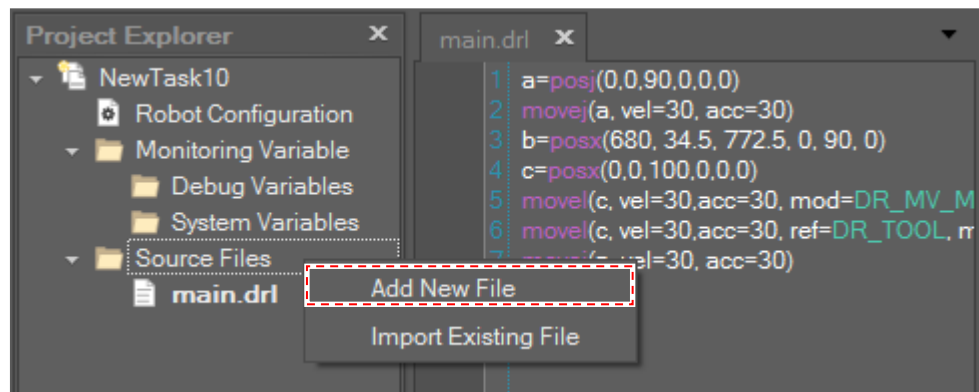 Project Explorer
NewTask10
Robot Configuration
Monitoring Variable
Debug Variables
System Variables
Source Files
main.drl
main.drl
1 a=posj(0,0,90,0,0,0)
2 movej(a, vel=30, acc=30)
3 b=posx(680, 34.5, 772.5, 0, 90, 0)
4 c=posx(0,0,100,0,0,0)
5 movel(c, vel=30,acc=30, mod=DR_MV_M
6 movel(c, vel=30,acc=30, ref=DR_TOOL, m
vel=30, acc=30)
Add New File
Import Existing File